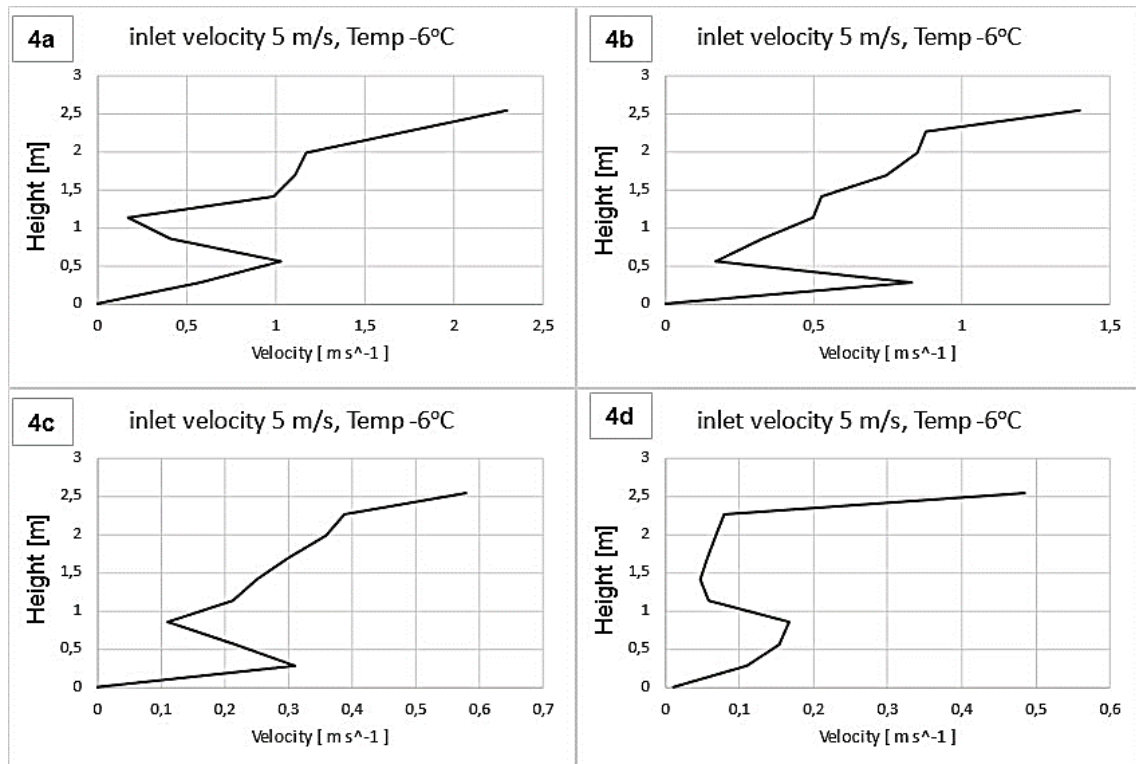 4a
inlet velocity 5 m/s, Temp -6°C
3
2,5
2
1,5
1
0,5
0
Height [m]
0 0,5 1 1,5 2 2,5
Velocity [ m s^-1 ]
4b
inlet velocity 5 m/s, Temp -6°C
3
2,5
2
1,5
1
0,5
0
Height [m]
0 0,5 1 1,5
Velocity [ m s^-1 ]
4c
inlet velocity 5 m/s, Temp -6°C
3
2,5
2
1,5
1
0,5
0
Height [m]
0 0,1 0,2 0,3 0,4 0,5 0,6 0,7
Velocity [ m s^-1 ]
4d
inlet velocity 5 m/s, Temp -6°C
3
2,5
2
1,5
1
0,5
0
Height [m]
0 0,1 0,2 0,3 0,4 0,5 0,6
Velocity [ m s^-1 ]